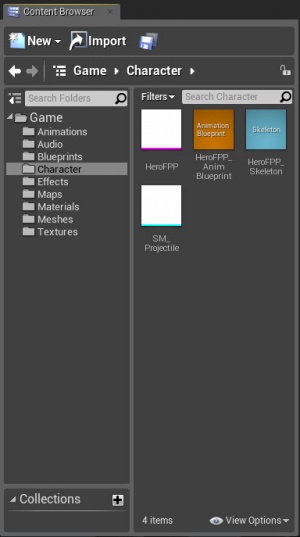 Content Browser
New Import
Game Character
Search Folders
Filters Search Character
Game
Animations
Audio
Blueprints
Character
Effects
Maps
Materials
Meshes
Textures
Animation
Blueprint
Skeleton
HeroFPP
HeroFPP_
Anim
Blueprint
HeroFPP_
Skeleton
SM_
Projectile
Collections
4 items View Options